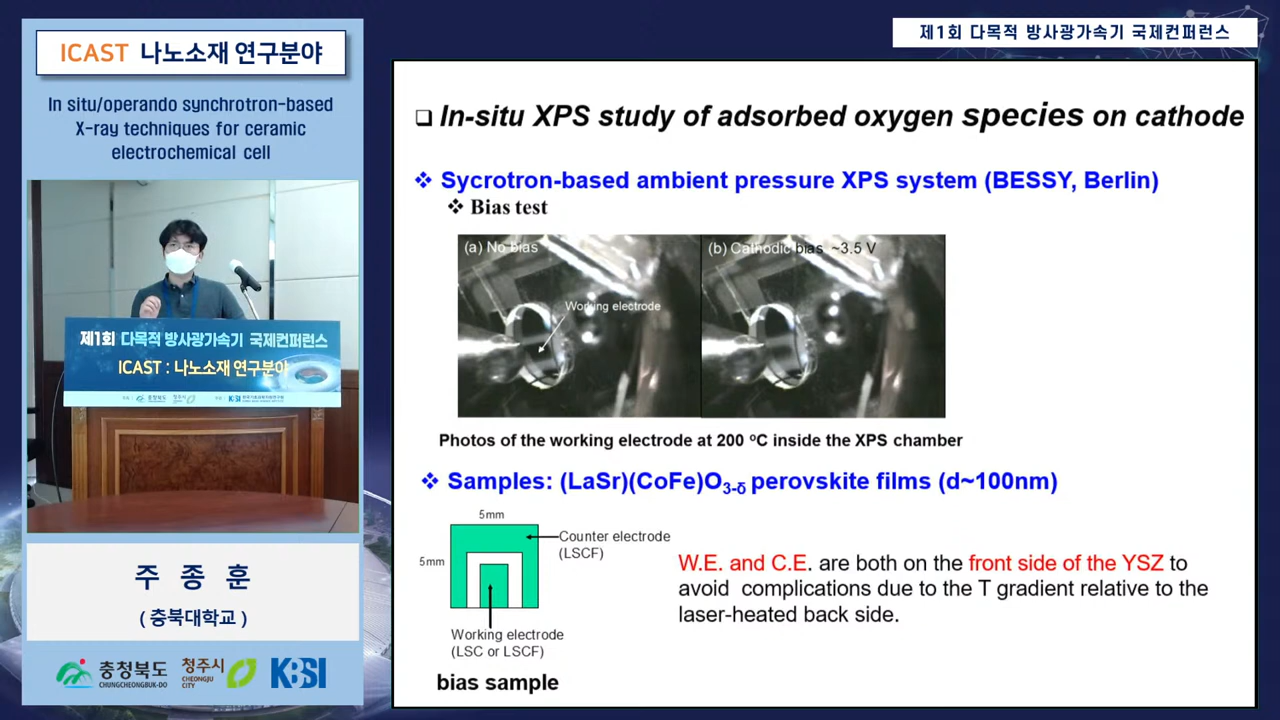 ICAST 나노소재 연구분야
In situ/operando synchrotron-based
X-ray techniques for ceramic
electrochemical cell
제1회 다목적 방사광가속기 국제컨퍼런스
ICAST : 나노소재 연구분야
충청북도
청주시
KBSI
주 종 훈
( 충북대학교 )
충청북도
CHUNGCHEONGBUK-DO
청주시
CHEONGJU
CITY
KBSI
제1회 다목적 방사광가속기 국제컨퍼런스
❑ In-situ XPS study of adsorbed oxygen species on cathode
❖ Sycrotron-based ambient pressure XPS system (BESSY, Berlin)
❖ Bias test
(a) No bias
Working electrode
(b) Cathodic bias ~3.5 V
Photos of the working electrode at 200 °C inside the XPS chamber
❖ Samples: (LaSr)(CoFe)O3-δ perovskite films (d~100nm)
5mm
5mm
Counter electrode
(LSCF)
Working electrode
(LSC or LSCF)
bias sample
W.E. and C.E. are both on the front side of the YSZ to
avoid complications due to the T gradient relative to the
laser-heated back side.